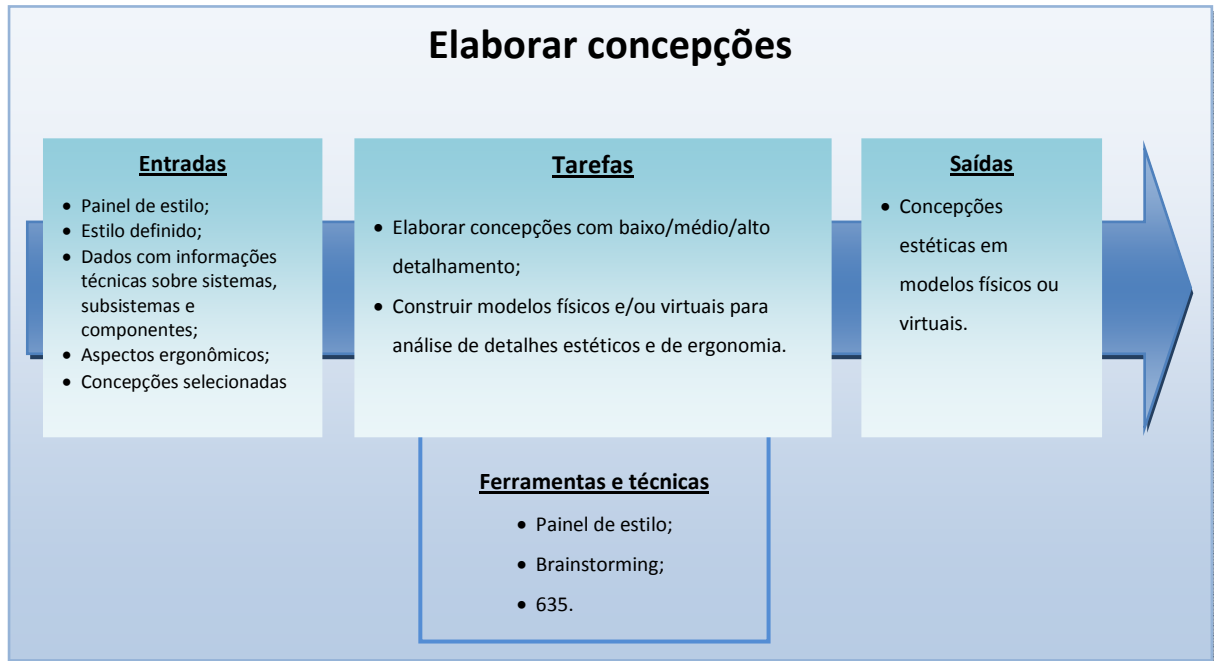 Elaborar concepções
Entradas
• Painel de estilo;
• Estilo definido;
• Dados com informações
técnicas sobre sistemas,
subsistemas e
componentes;
• Aspectos ergonômicos;
• Concepções selecionadas
Tarefas
• Elaborar concepções com baixo/médio/alto
detalhamento;
• Construir modelos físicos e/ou virtuais para
análise de detalhes estéticos e de ergonomia.
Saídas
• Concepções
estéticas em
modelos físicos ou
virtuais.
Ferramentas e técnicas
• Painel de estilo;
• Brainstorming;
• 635.